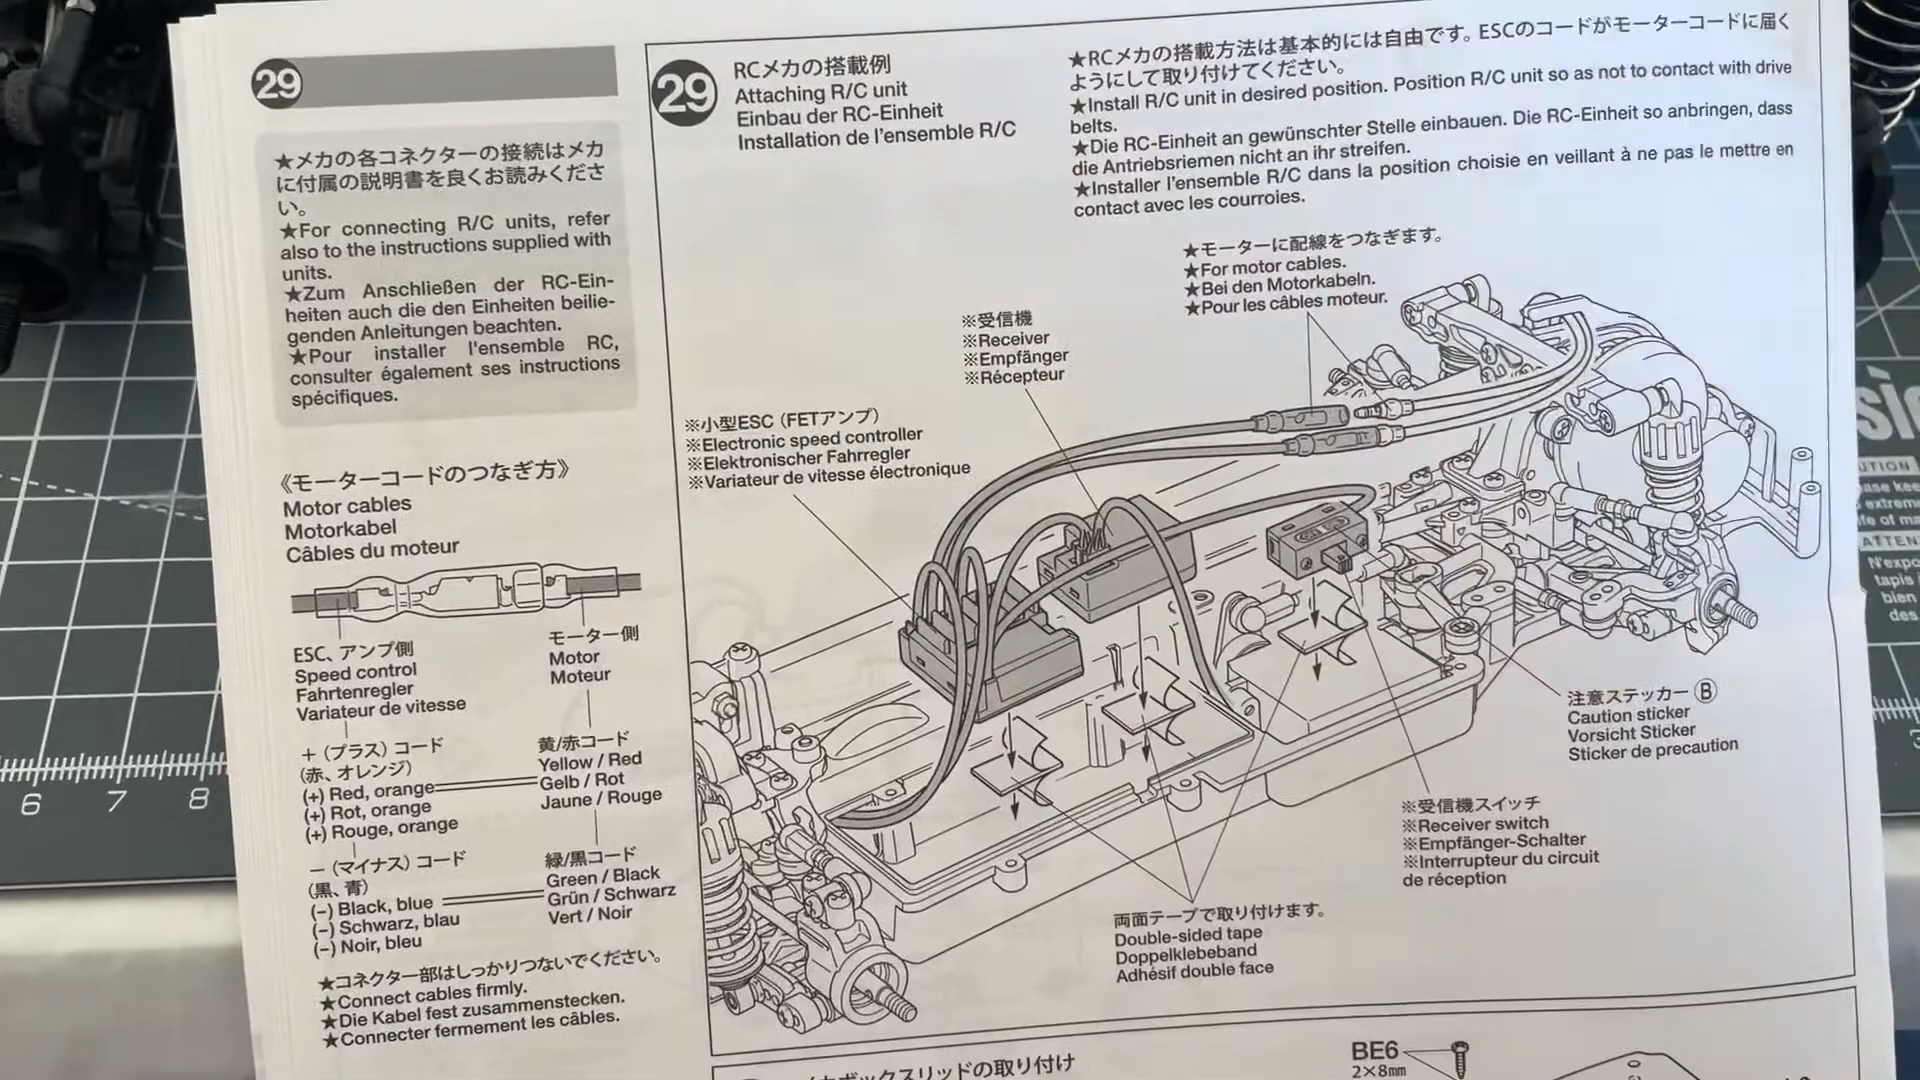 29
★メカの各コネクターの接続はメカ
に付属の説明書を良くお読みくださ
い。
★For connecting R/C units, refer
also to the instructions supplied with
units.
★Zum Anschließen der RC-Ein-
heiten auch die den Einheiten beilie-
genden Anleitungen beachten.
★Pour installer l'ensemble RC,
consulter également ses instructions
spécifiques.
《モーターコードのつなぎ方》
Motor cables
Motorkabel
Câbles du moteur
ESC、アンプ側
Speed control
Fahrtenregler
Variateur de vitesse
モーター側
Motor
Moteur
＋（プラス）コード
（赤、オレンジ）
(+) Red, orange
(+) Rot, orange
(+) Rouge, orange
黄/赤コード
Yellow / Red
Gelb / Rot
Jaune / Rouge
－（マイナス）コード
（黒、青）
(−) Black, blue
(−) Schwarz, blau
(−) Noir, bleu
緑/黒コード
Green / Black
Grün / Schwarz
Vert / Noir
★コネクター部はしっかりつないでください。
★Connect cables firmly.
★Die Kabel fest zusammenstecken.
★Connecter fermement les câbles.
29
RCメカの搭載例
Attaching R/C unit
Einbau der RC-Einheit
Installation de l'ensemble R/C
★RCメカの搭載方法は基本的には自由です。ESCのコードがモーターコードに届く
ようにして取り付けてください。
★Install R/C unit in desired position. Position R/C unit so as not to contact with drive
belts.
★Die RC-Einheit an gewünschter Stelle einbauen. Die RC-Einheit so anbringen, dass
die Antriebsriemen nicht an ihr streifen.
★Installer l'ensemble R/C dans la position choisie en veillant à ne pas le mettre en
contact avec les courroies.
★モーターに配線をつなぎます。
★For motor cables.
★Bei den Motorkabeln.
★Pour les câbles moteur.
※受信機
※Receiver
※Empfänger
※Récepteur
※小型ESC（FETアンプ）
※Electronic speed controller
※Elektronischer Fahrregler
※Variateur de vitesse électronique
注意ステッカー Ⓑ
Caution sticker
Vorsicht Sticker
Sticker de precaution
※受信機スイッチ
※Receiver switch
※Empfänger-Schalter
※Interrupteur du circuit
de réception
両面テープで取り付けます。
Double-sided tape
Doppelklebeband
Adhésif double face
BE6
2×8mm
6 7 8